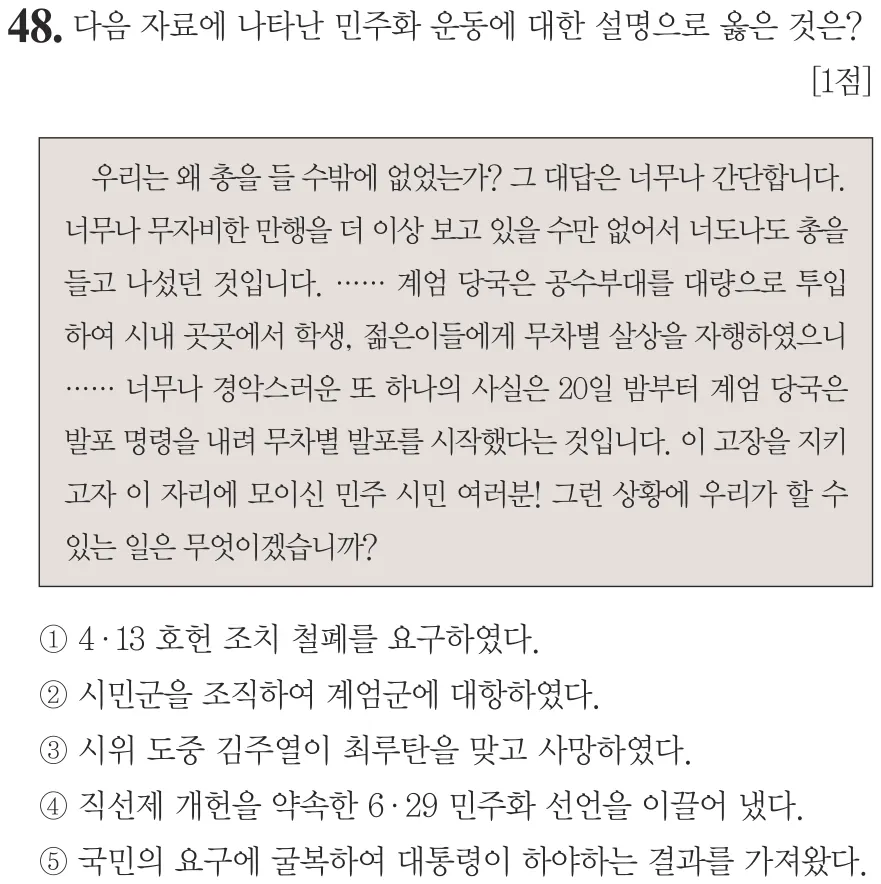 48. 다음 자료에 나타난 민주화 운동에 대한 설명으로 옳은 것은?
[1점]
우리는 왜 총을 들 수밖에 없었는가? 그 대답은 너무나 간단합니다.
너무나 무자비한 만행을 더 이상 보고 있을 수만 없어서 너도나도 총을
들고 나섰던 것입니다. …… 계엄 당국은 공수부대를 대량으로 투입
하여 시내 곳곳에서 학생, 젊은이들에게 무차별 살상을 자행하였으니
…… 너무나 경악스러운 또 하나의 사실은 20일 밤부터 계엄 당국은
발포 명령을 내려 무차별 발포를 시작했다는 것입니다. 이 고장을 지키
고자 이 자리에 모이신 민주 시민 여러분! 그런 상황에 우리가 할 수
있는 일은 무엇이겠습니까?
① 4·13 호헌 조치 철폐를 요구하였다.
② 시민군을 조직하여 계엄군에 대항하였다.
③ 시위 도중 김주열이 최루탄을 맞고 사망하였다.
④ 직선제 개헌을 약속한 6·29 민주화 선언을 이끌어 냈다.
⑤ 국민의 요구에 굴복하여 대통령이 하야하는 결과를 가져왔다.